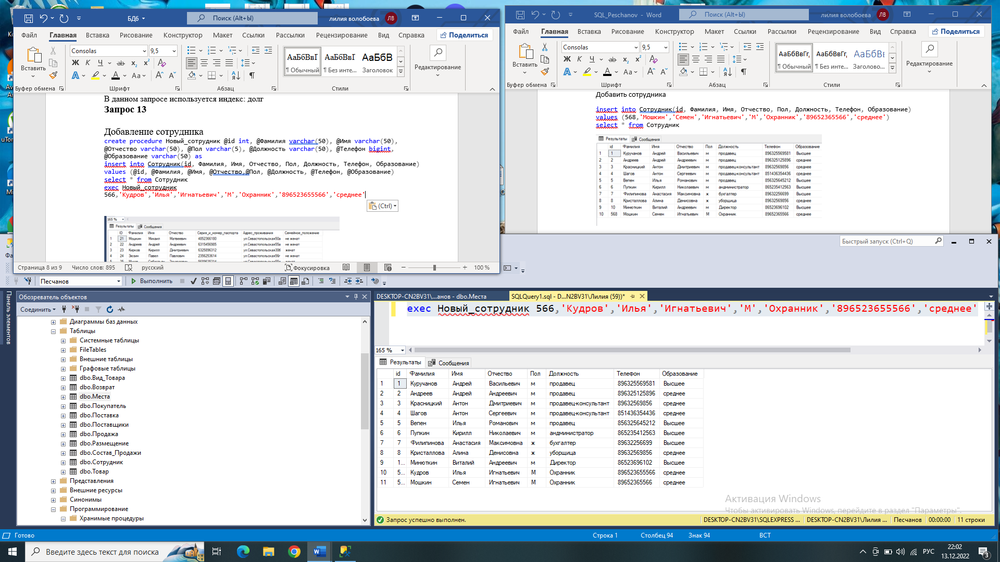 БД6
Поиск (Alt+Ы)
лилия волобоева
ЛВ
Файл Главная Вставка Рисование Конструктор Макет Ссылки Рассылки Рецензирование Вид Справка Поделиться
Consolas 9,5
Вставить
Ж К Ч ab x₂ x²
АаБбВвГ АаБбВвГ АаБбВ
¶ Обычный ¶ Без инте... Заголовок
Редактирование
Буфер обмена Шрифт Абзац Стили
В данном запросе используется индекс: долг
Запрос 13
Добавление сотрудника
create procedure Новый_сотрудник @id int, @Фамилия varchar(50), @Имя varchar(50),
@Отчество varchar(50), @Пол varchar(5), @Должность varchar(50), @Телефон bigint,
@Образование varchar(50) as
insert into Сотрудник(id, Фамилия, Имя, Отчество, Пол, Должность, Телефон, Образование)
values (@id, @Фамилия, @Имя, @Отчество,@Пол, @Должность, @Телефон, @Образование)
select * from Сотрудник
exec Новый_сотрудник
566,'Кудров','Илья','Игнатьевич','М','Охранник','896523655566','среднее'
(Ctrl)
165 %
Результаты Сообщения
ID Фамилия Имя Отчество Серия_и_номер_паспорта Адрес_проживания Семейное_положение
1 21 Мошкин Михаил Матвеевич 4852366180 ул.Севастопольская50а не женат
2 22 Андреев Андрей Андреевич 6315456985 ул.Севастопольская55а не женат
3 23 Кирков Кирилл Дмитриевич 6325896312 ул.Севастопольская306 женат
4 24 Зюзин Павел Павлович 2356253614 ул.Севастопольская56г не женат
Страница 8 из 9 Число слов: 895 русский Фокусировка 100 %
SQL_Peschanov - Word
Поиск (Alt+Ы)
лилия волобоева
ЛВ
Файл Главная Вставка Рисование Конструктор Макет Ссылки Рассылки Рецензирование Вид Справка Поделиться
Consolas 9,5
Вставить
Ж К Ч ab x₂ x²
АаБбВвГг, АаБбВвГг, АаБбВ
¶ Обычный ¶ Без инте... Заголово...
Редактирование
Буфер обмена Шрифт Абзац Стили
Добавить сотрудника
insert into Сотрудник(id, Фамилия, Имя, Отчество, Пол, Должность, Телефон, Образование)
values (568,'Мошкин','Семен','Игнатьевич','М','Охранник','89652365566','среднее')
select * from Сотрудник
Результаты Сообщения
id Фамилия Имя Отчество Пол Должность Телефон Образование
1 1 Куручанов Андрей Васильевич м продавец 896325569581 Высшее
2 2 Андреев Андрей Андреевич м продавец 896325125896 среднее
3 3 Красницкий Антон Дмитриевич м продавец-консультант 89632569856 среднее
4 4 Шагов Антон Сергеевич м продавец-консультант 851436354436 среднее
5 5 Вепен Илья Романович м продавец 856325645212 Высшее
6 6 Пупкин Кирилл Николаевич м андминистратор 865235412563 Высшее
7 7 Филипинова Анастасия Максимовна ж бухгалтер 89632256699 Высшее
8 8 Кристаллова Алина Денисовна ж уборщица 89632569856 среднее
9 10 Минюткин Виталий Андреевич м Директор 86523696102 Высшее
10 568 Мошкин Семен Игнатьевич М Охранник 89652365566 среднее
Быстрый запуск (Ctrl+Q)
Песчанов Выполнить
Панель элементов
Обозреватель объектов
Соединить
Диаграммы баз данных
Таблицы
Системные таблицы
FileTables
Внешние таблицы
Графовые таблицы
dbo.Вид_Товара
dbo.Возврат
dbo.Места
dbo.Покупатель
dbo.Поставка
dbo.Поставщики
dbo.Продажа
dbo.Размещение
dbo.Состав_Продажи
dbo.Сотрудник
dbo.Товар
Представления
Внешние ресурсы
Синонимы
Программирование
Хранимые процедуры
DESKTOP-CN2BV31\...анов - dbo.Места
SQLQuery1.sql - D...N2BV31\Лилия (59))*
exec Новый_сотрудник 566,'Кудров','Илья','Игнатьевич','М','Охранник','896523655566','среднее'
165 %
Результаты Сообщения
id Фамилия Имя Отчество Пол Должность Телефон Образование
1 1 Куручанов Андрей Васильевич м продавец 896325569581 Высшее
2 2 Андреев Андрей Андреевич м продавец 896325125896 среднее
3 3 Красницкий Антон Дмитриевич м продавец-консультант 89632569856 среднее
4 4 Шагов Антон Сергеевич м продавец-консультант 851436354436 среднее
5 5 Вепен Илья Романович м продавец 856325645212 Высшее
6 6 Пупкин Кирилл Николаевич м андминистратор 865235412563 Высшее
7 7 Филипинова Анастасия Максимовна ж бухгалтер 89632256699 Высшее
8 8 Кристаллова Алина Денисовна ж уборщица 89632569856 среднее
9 1... Минюткин Виталий Андреевич м Директор 86523696102 Высшее
10 5... Кудров Илья Игнатьевич М Охранник 896523655566 среднее
11 5... Мошкин Семен Игнатьевич М Охранник 89652365566 среднее
Активация Windows
Чтобы активировать Windows, перейдите в раздел "Параметры".
Запрос успешно выполнен.
DESKTOP-CN2BV31\SQLEXPRESS ... DESKTOP-CN2BV31\Лилия ... Песчанов 00:00:00 11 строки
Готово Строка 1 Столбец 94 Знак 94 ВСТ
Введите здесь текст для поиска
РУС
22:02
13.12.2022
3